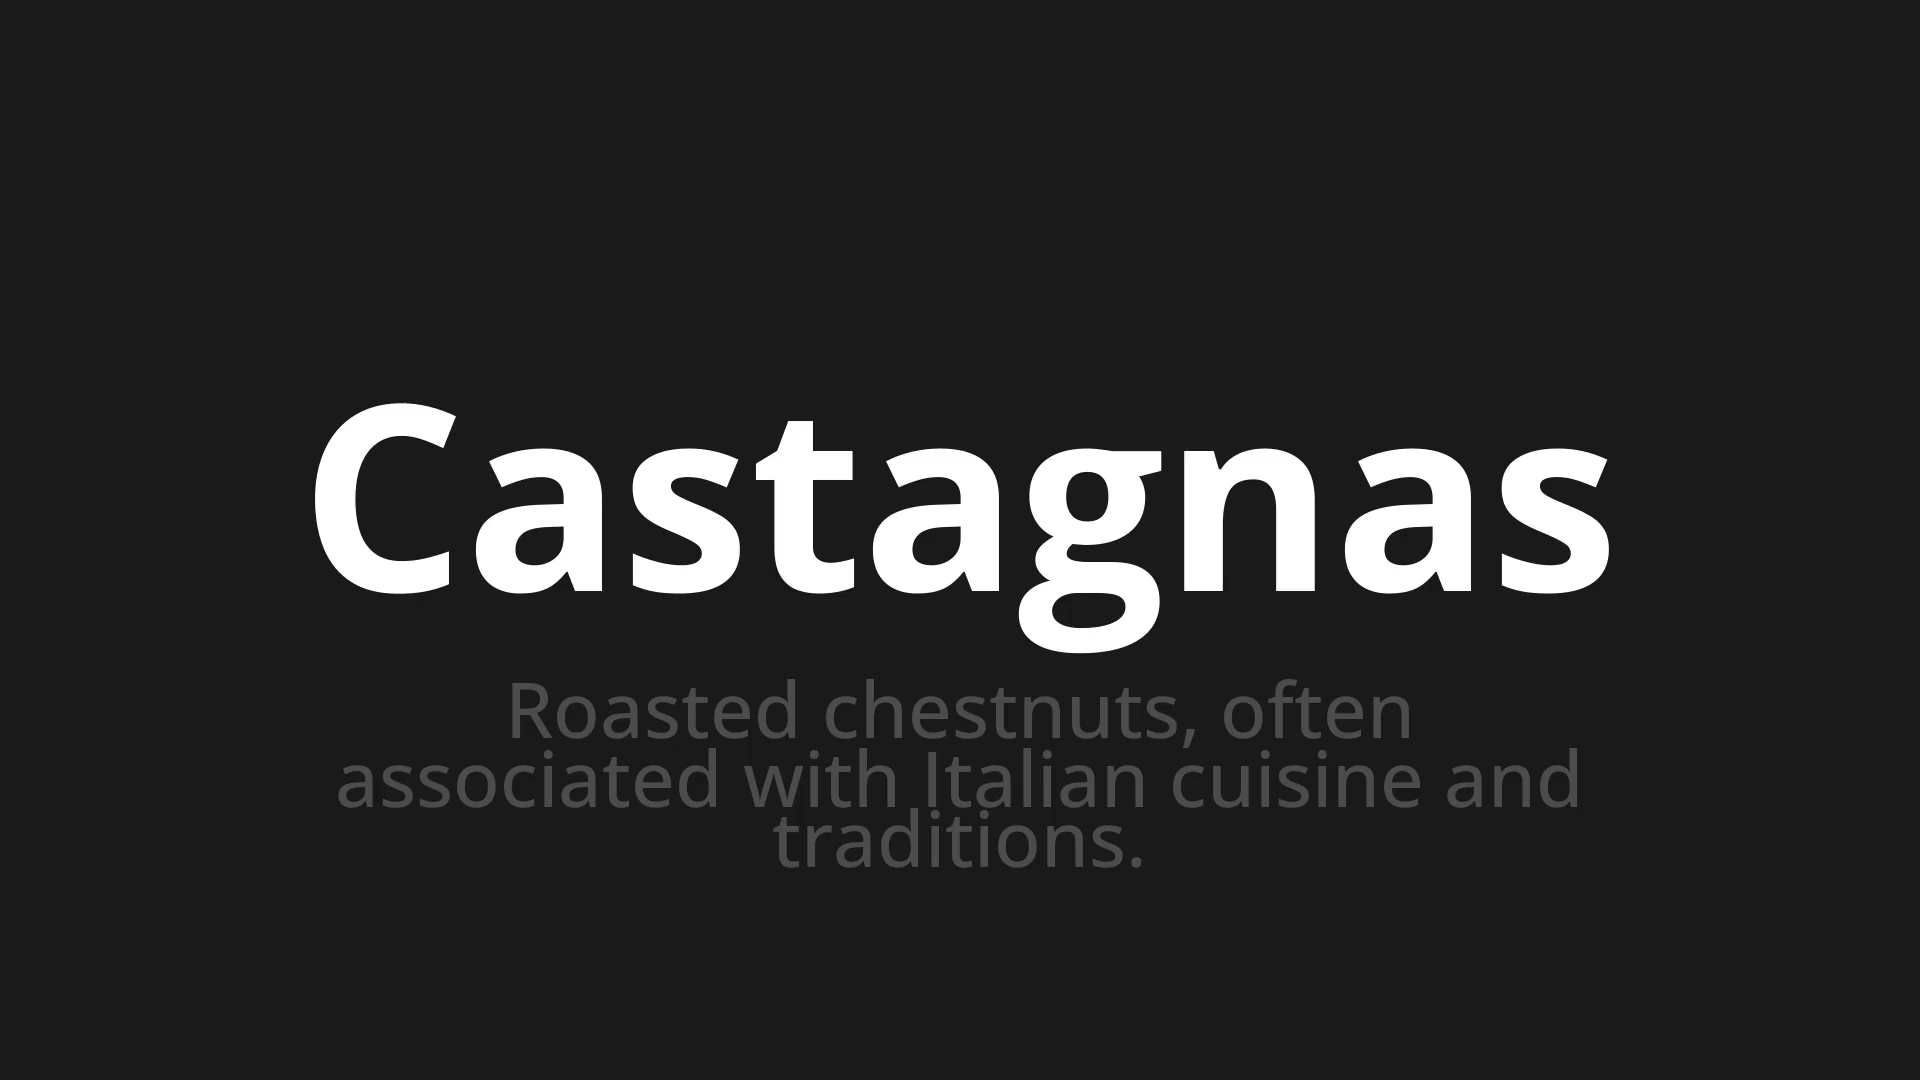 Castagnas
Roasted chestnuts, often
associated with Italian cuisine and
traditions.